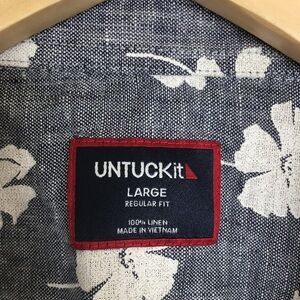 UNTUCKit
LARGE
REGULAR FIT
100% LINEN
MADE IN VIETNAM